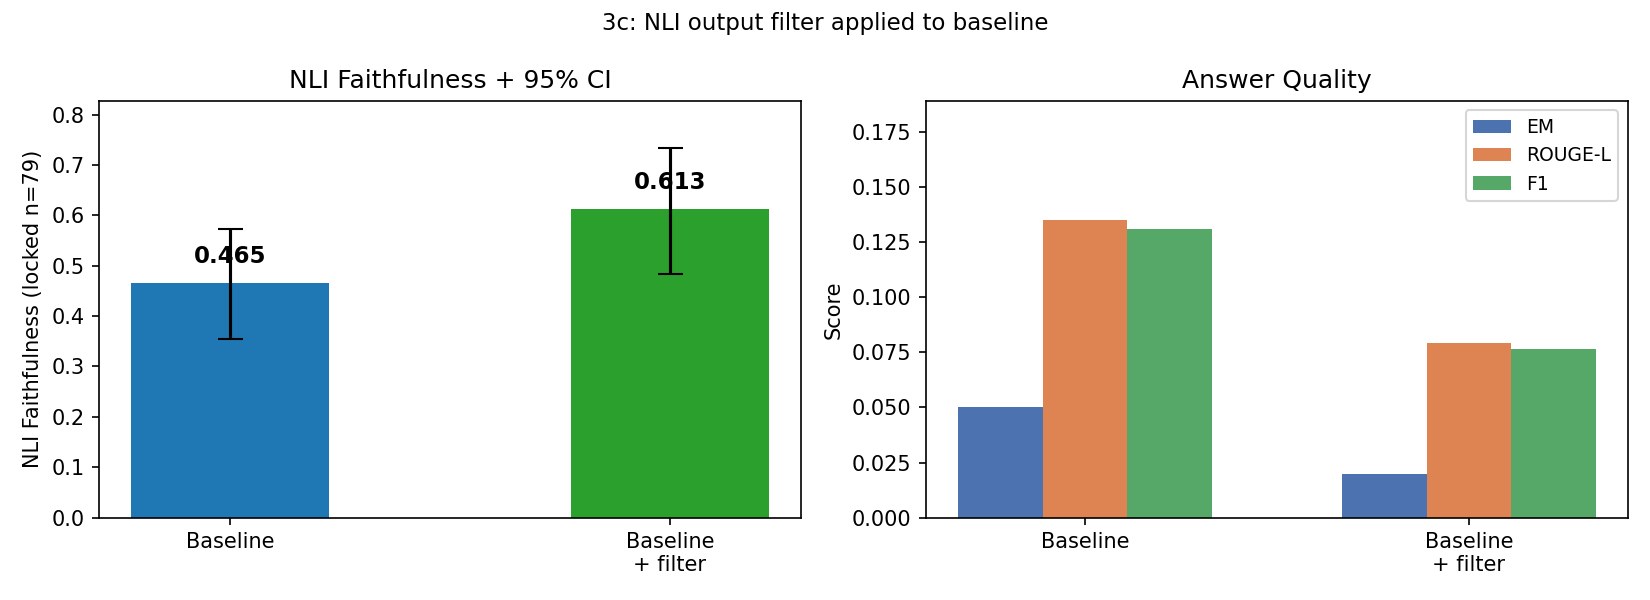 3c: NLI output filter applied to baseline
NLI Faithfulness + 95% CI
NLI Faithfulness (locked n=79)
0.8
0.7
0.6
0.5
0.4
0.3
0.2
0.1
0.0
0.465
0.613
Baseline
Baseline
+ filter
Answer Quality
Score
0.175
0.150
0.125
0.100
0.075
0.050
0.025
0.000
EM
ROUGE-L
F1
Baseline
Baseline
+ filter